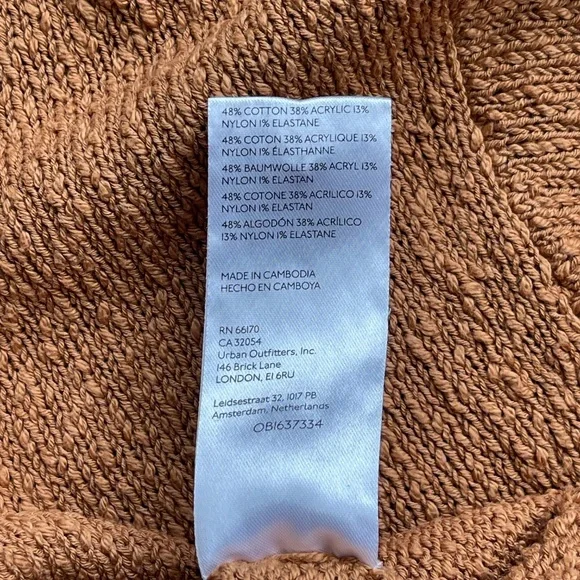 48% COTTON 38% ACRYLIC 13%
NYLON 1% ELASTANE
48% COTON 38% ACRYLIQUE 13%
NYLON 1% ÉLASTHANNE
48% BAUMWOLLE 38% ACRYL 13%
NYLON 1% ELASTAN
48% COTONE 38% ACRILICO 13%
NYLON 1% ELASTAN
48% ALGODÓN 38% ACRÍLICO
13% NYLON 1% ELASTANE
MADE IN CAMBODIA
HECHO EN CAMBOYA
RN 66170
CA 32054
Urban Outfitters, Inc.
146 Brick Lane
LONDON, E1 6RU
Leidsestraat 32, 1017 PB
Amsterdam, Netherlands
OB1637334